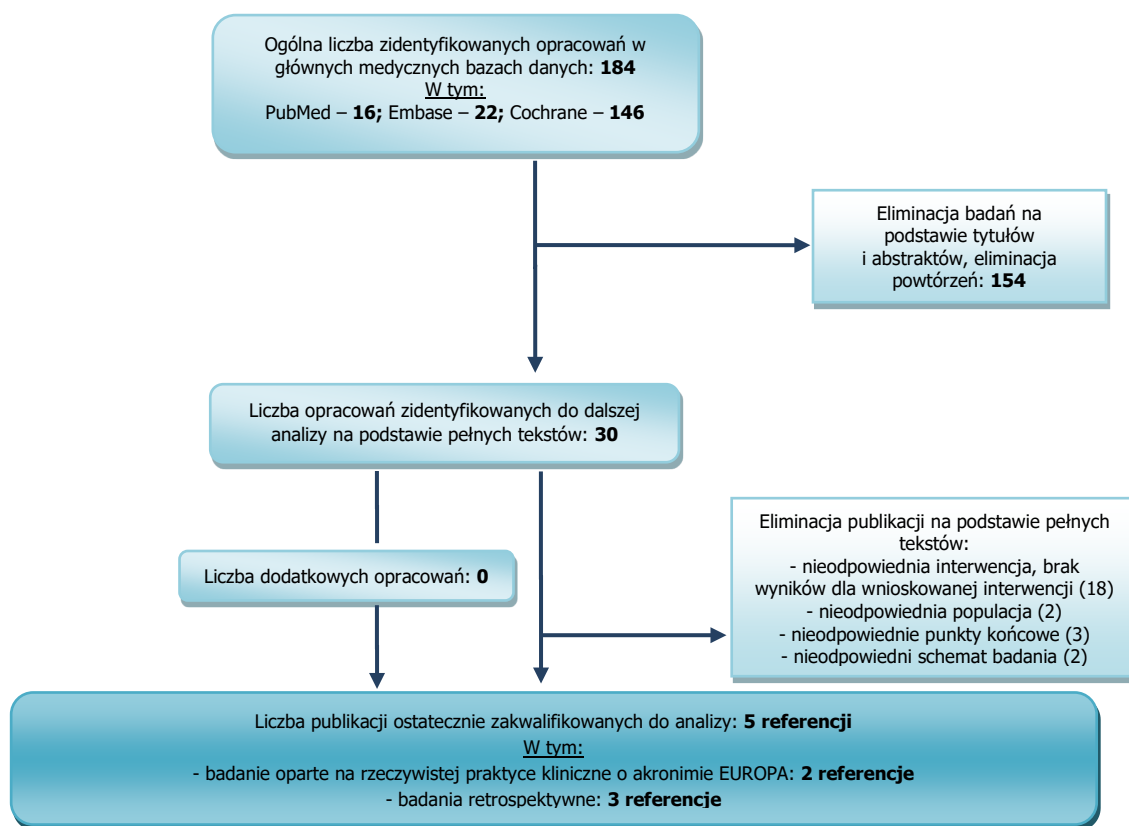 Ogólna liczba zidentyfikowanych opracowań w
głównych medycznych bazach danych: 184
W tym:
PubMed – 16; Embase – 22; Cochrane – 146
Eliminacja badań na
podstawie tytułów
i abstraktów, eliminacja
powtórzeń: 154
Liczba opracowań zidentyfikowanych do dalszej
analizy na podstawie pełnych tekstów: 30
Liczba dodatkowych opracowań: 0
Eliminacja publikacji na podstawie pełnych
tekstów:
- nieodpowiednia interwencja, brak
wyników dla wnioskowanej interwencji (18)
- nieodpowiednia populacja (2)
- nieodpowiednie punkty końcowe (3)
- nieodpowiedni schemat badania (2)
Liczba publikacji ostatecznie zakwalifikowanych do analizy: 5 referencji
W tym:
- badanie oparte na rzeczywistej praktyce kliniczne o akronimie EUROPA: 2 referencje
- badania retrospektywne: 3 referencje